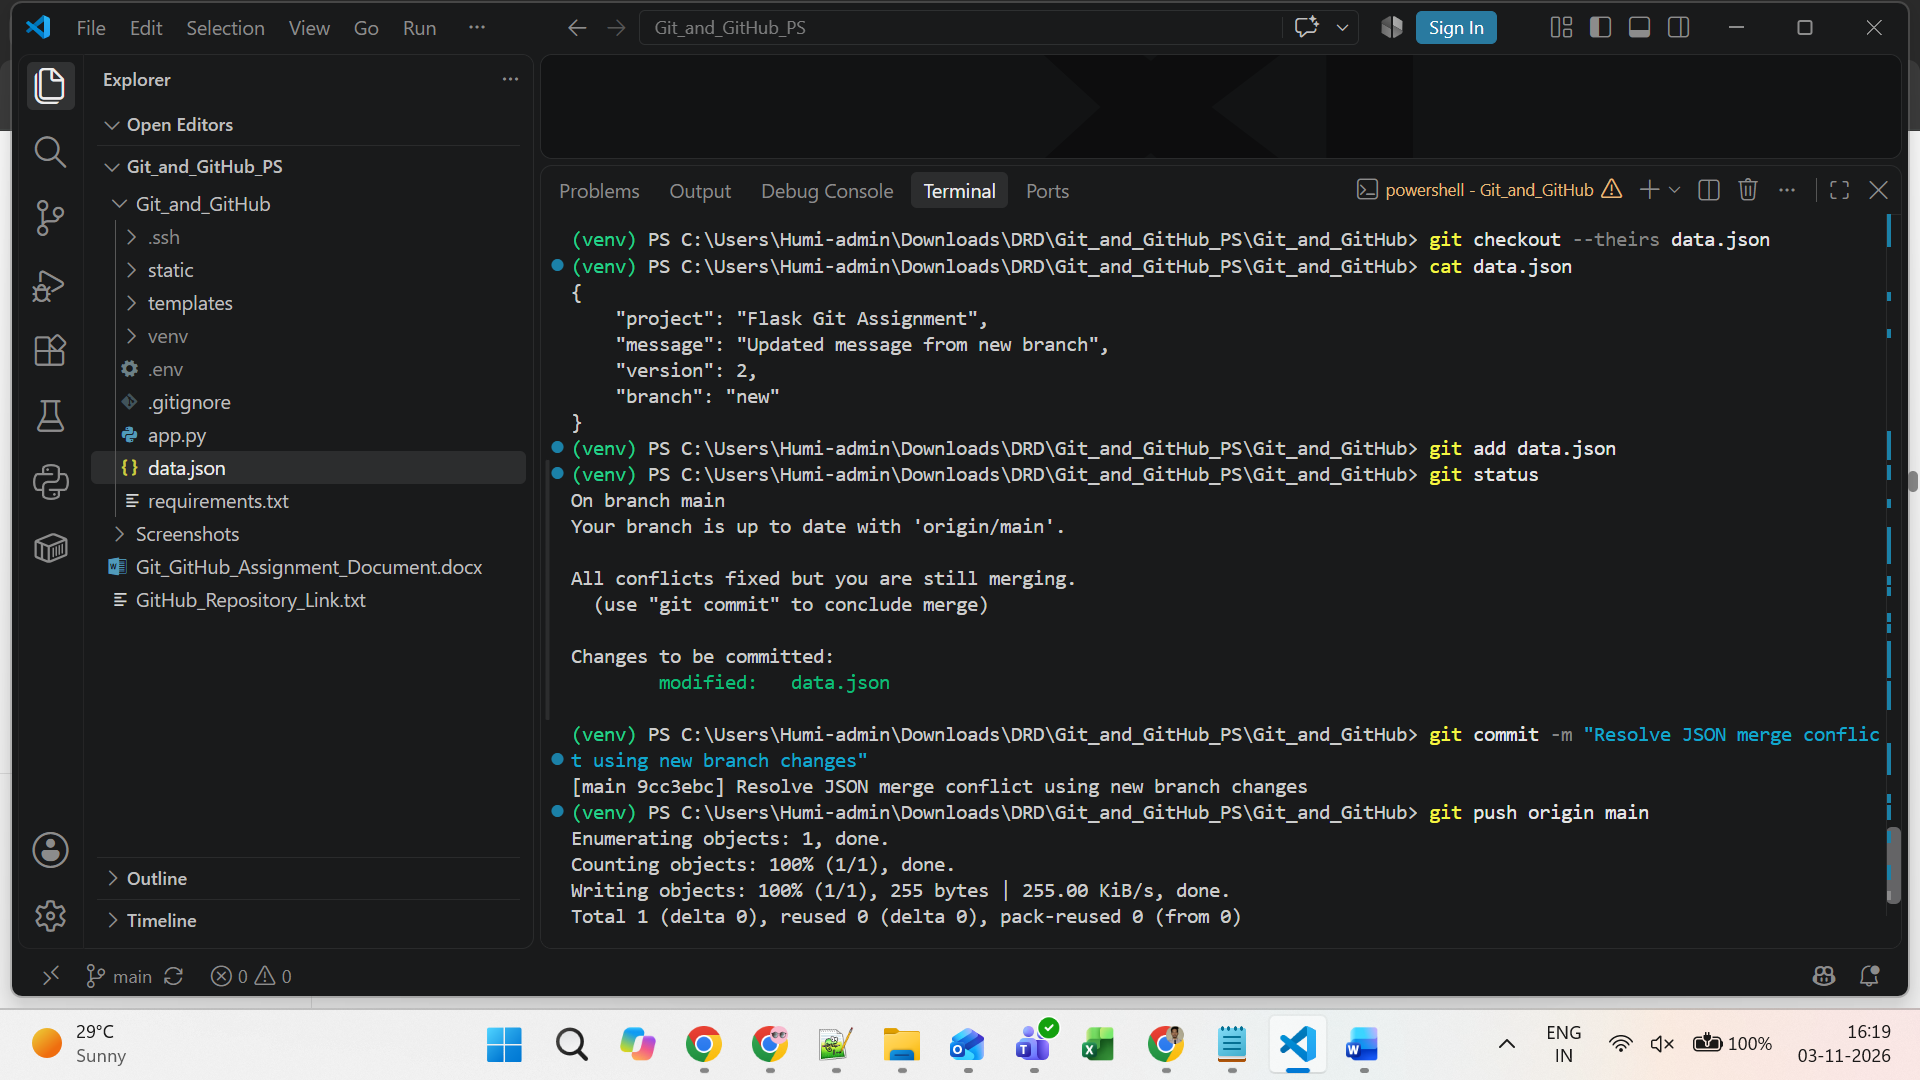 File Edit Selection View Go Run ···
Git_and_GitHub_PS
Sign In
Explorer
Open Editors
Git_and_GitHub_PS
Git_and_GitHub
.ssh
static
templates
venv
.env
.gitignore
app.py
{} data.json
requirements.txt
Screenshots
Git_GitHub_Assignment_Document.docx
GitHub_Repository_Link.txt
Outline
Timeline
Problems Output Debug Console Terminal Ports
powershell - Git_and_GitHub
(venv) PS C:\Users\Humi-admin\Downloads\DRD\Git_and_GitHub_PS\Git_and_GitHub> git checkout --theirs data.json
(venv) PS C:\Users\Humi-admin\Downloads\DRD\Git_and_GitHub_PS\Git_and_GitHub> cat data.json
{
    "project": "Flask Git Assignment",
    "message": "Updated message from new branch",
    "version": 2,
    "branch": "new"
}
(venv) PS C:\Users\Humi-admin\Downloads\DRD\Git_and_GitHub_PS\Git_and_GitHub> git add data.json
(venv) PS C:\Users\Humi-admin\Downloads\DRD\Git_and_GitHub_PS\Git_and_GitHub> git status
On branch main
Your branch is up to date with 'origin/main'.
All conflicts fixed but you are still merging.
  (use "git commit" to conclude merge)
Changes to be committed:
        modified:   data.json
(venv) PS C:\Users\Humi-admin\Downloads\DRD\Git_and_GitHub_PS\Git_and_GitHub> git commit -m "Resolve JSON merge conflic
t using new branch changes"
[main 9cc3ebc] Resolve JSON merge conflict using new branch changes
(venv) PS C:\Users\Humi-admin\Downloads\DRD\Git_and_GitHub_PS\Git_and_GitHub> git push origin main
Enumerating objects: 1, done.
Counting objects: 100% (1/1), done.
Writing objects: 100% (1/1), 255 bytes | 255.00 KiB/s, done.
Total 1 (delta 0), reused 0 (delta 0), pack-reused 0 (from 0)
main 0 0
29°C
Sunny
ENG
IN
100%
16:19
03-11-2026